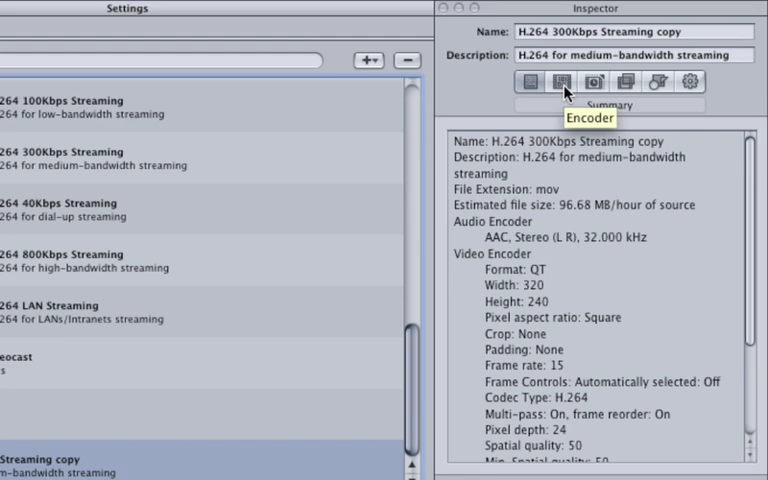 Settings
264 100Kbps Streaming
264 for low-bandwidth streaming
264 300Kbps Streaming
264 for medium-bandwidth streaming
264 40Kbps Streaming
264 for dial-up streaming
264 800Kbps Streaming
264 for high-bandwidth streaming
264 LAN Streaming
264 for LANs/Intranets streaming
eocast
s
Streaming copy
m-bandwidth streaming
Inspector
Name: H.264 300Kbps Streaming copy
Description: H.264 for medium-bandwidth streaming
Summary
Encoder
Name: H.264 300Kbps Streaming copy
Description: H.264 for medium-bandwidth
streaming
File Extension: mov
Estimated file size: 96.68 MB/hour of source
Audio Encoder
AAC, Stereo (L R), 32.000 kHz
Video Encoder
Format: QT
Width: 320
Height: 240
Pixel aspect ratio: Square
Crop: None
Padding: None
Frame rate: 15
Frame Controls: Automatically selected: Off
Codec Type: H.264
Multi-pass: On, frame reorder: On
Pixel depth: 24
Spatial quality: 50
Min. Spatial quality: 50